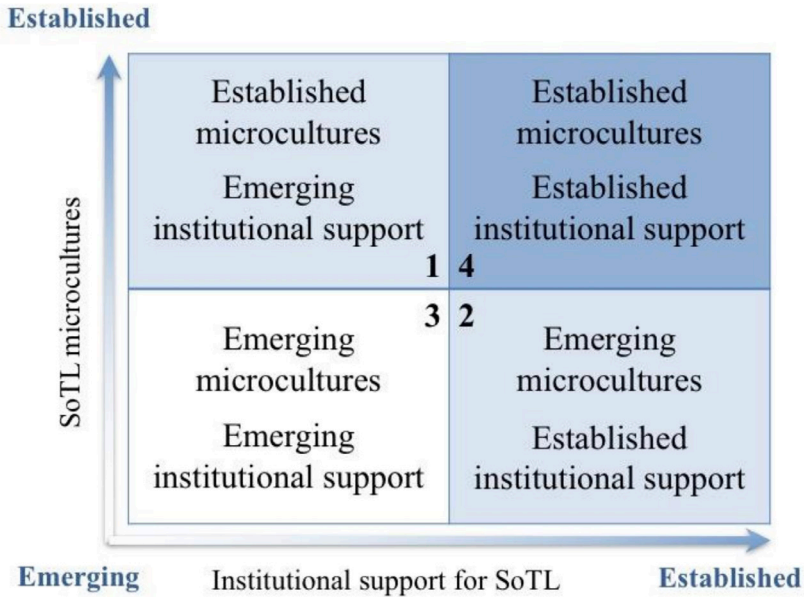 Established
SoTL microcultures
Established
microcultures
Emerging
institutional support
1
Established
microcultures
Established
institutional support
4
Emerging
microcultures
Emerging
institutional support
3
Emerging
microcultures
Established
institutional support
2
Emerging
Institutional support for SoTL
Established